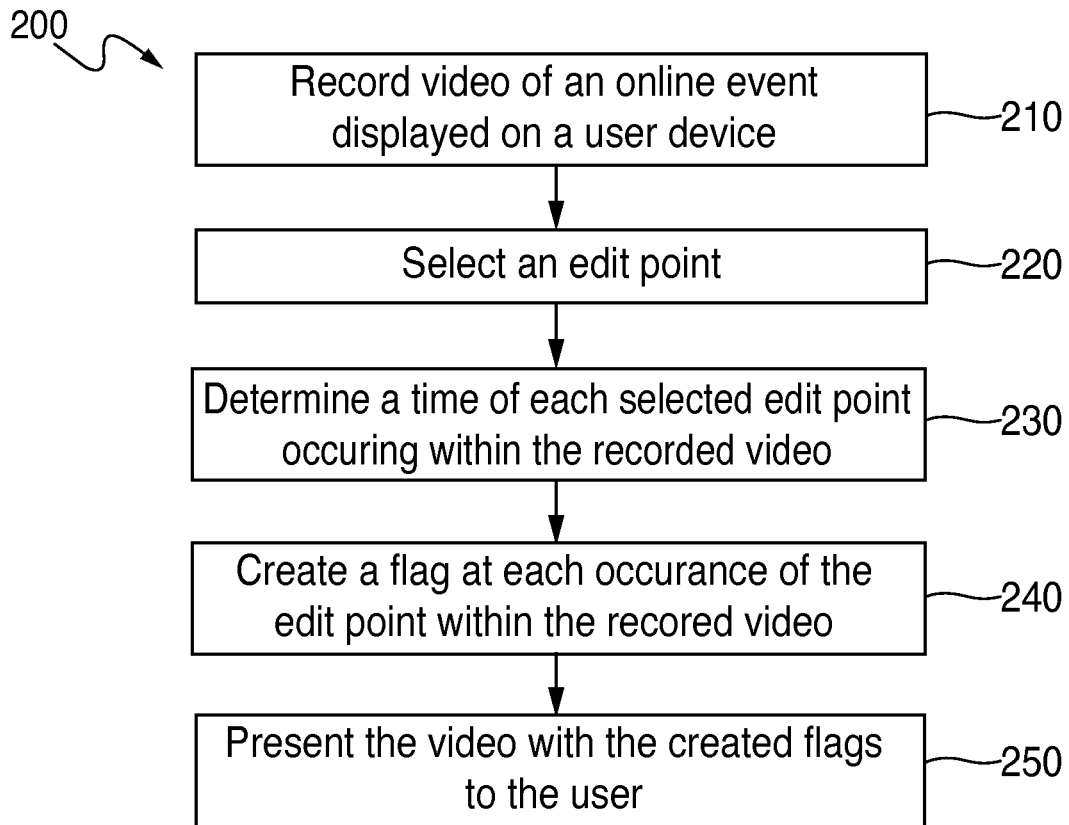 200
Record video of an online event
displayed on a user device
210
Select an edit point
220
Determine a time of each selected edit point
occuring within the recorded video
230
Create a flag at each occurance of the
edit point within the recored video
240
Present the video with the created flags
to the user
250